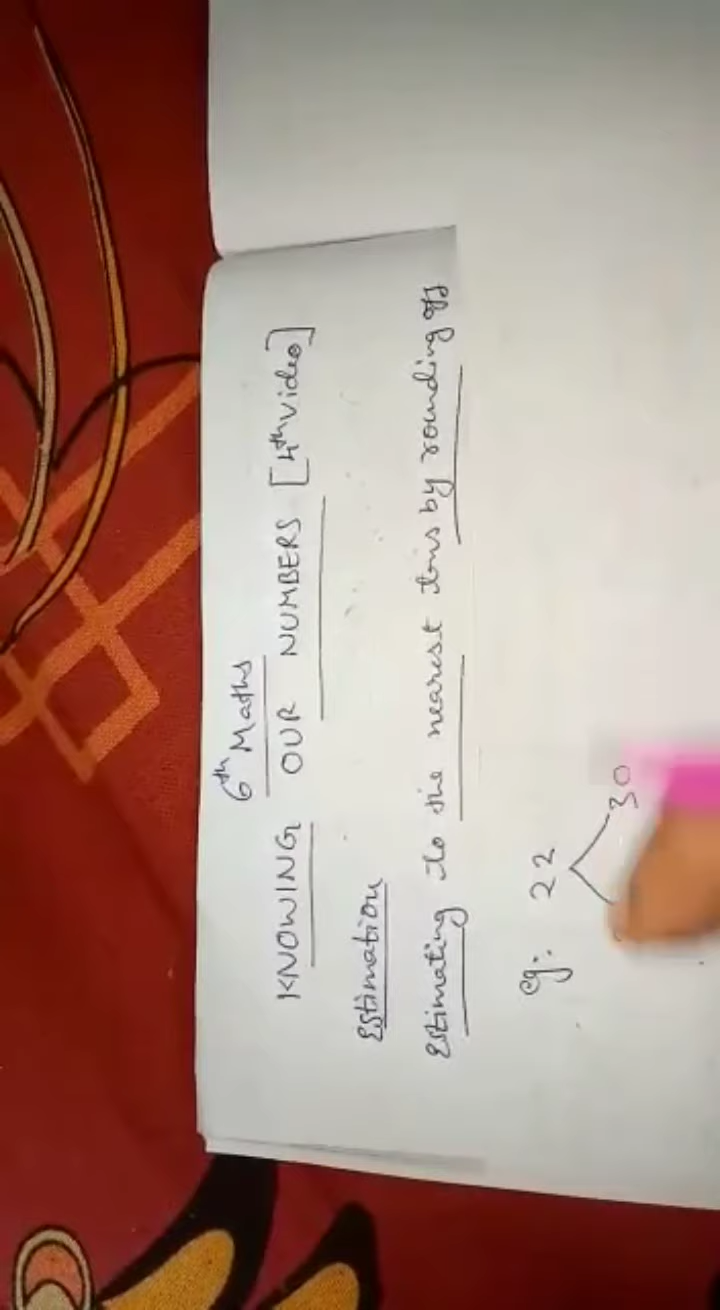 6th Maths
KNOWING OUR NUMBERS [4th video]
Estimation
Estimating to the nearest tens by rounding off
eg: 22
30